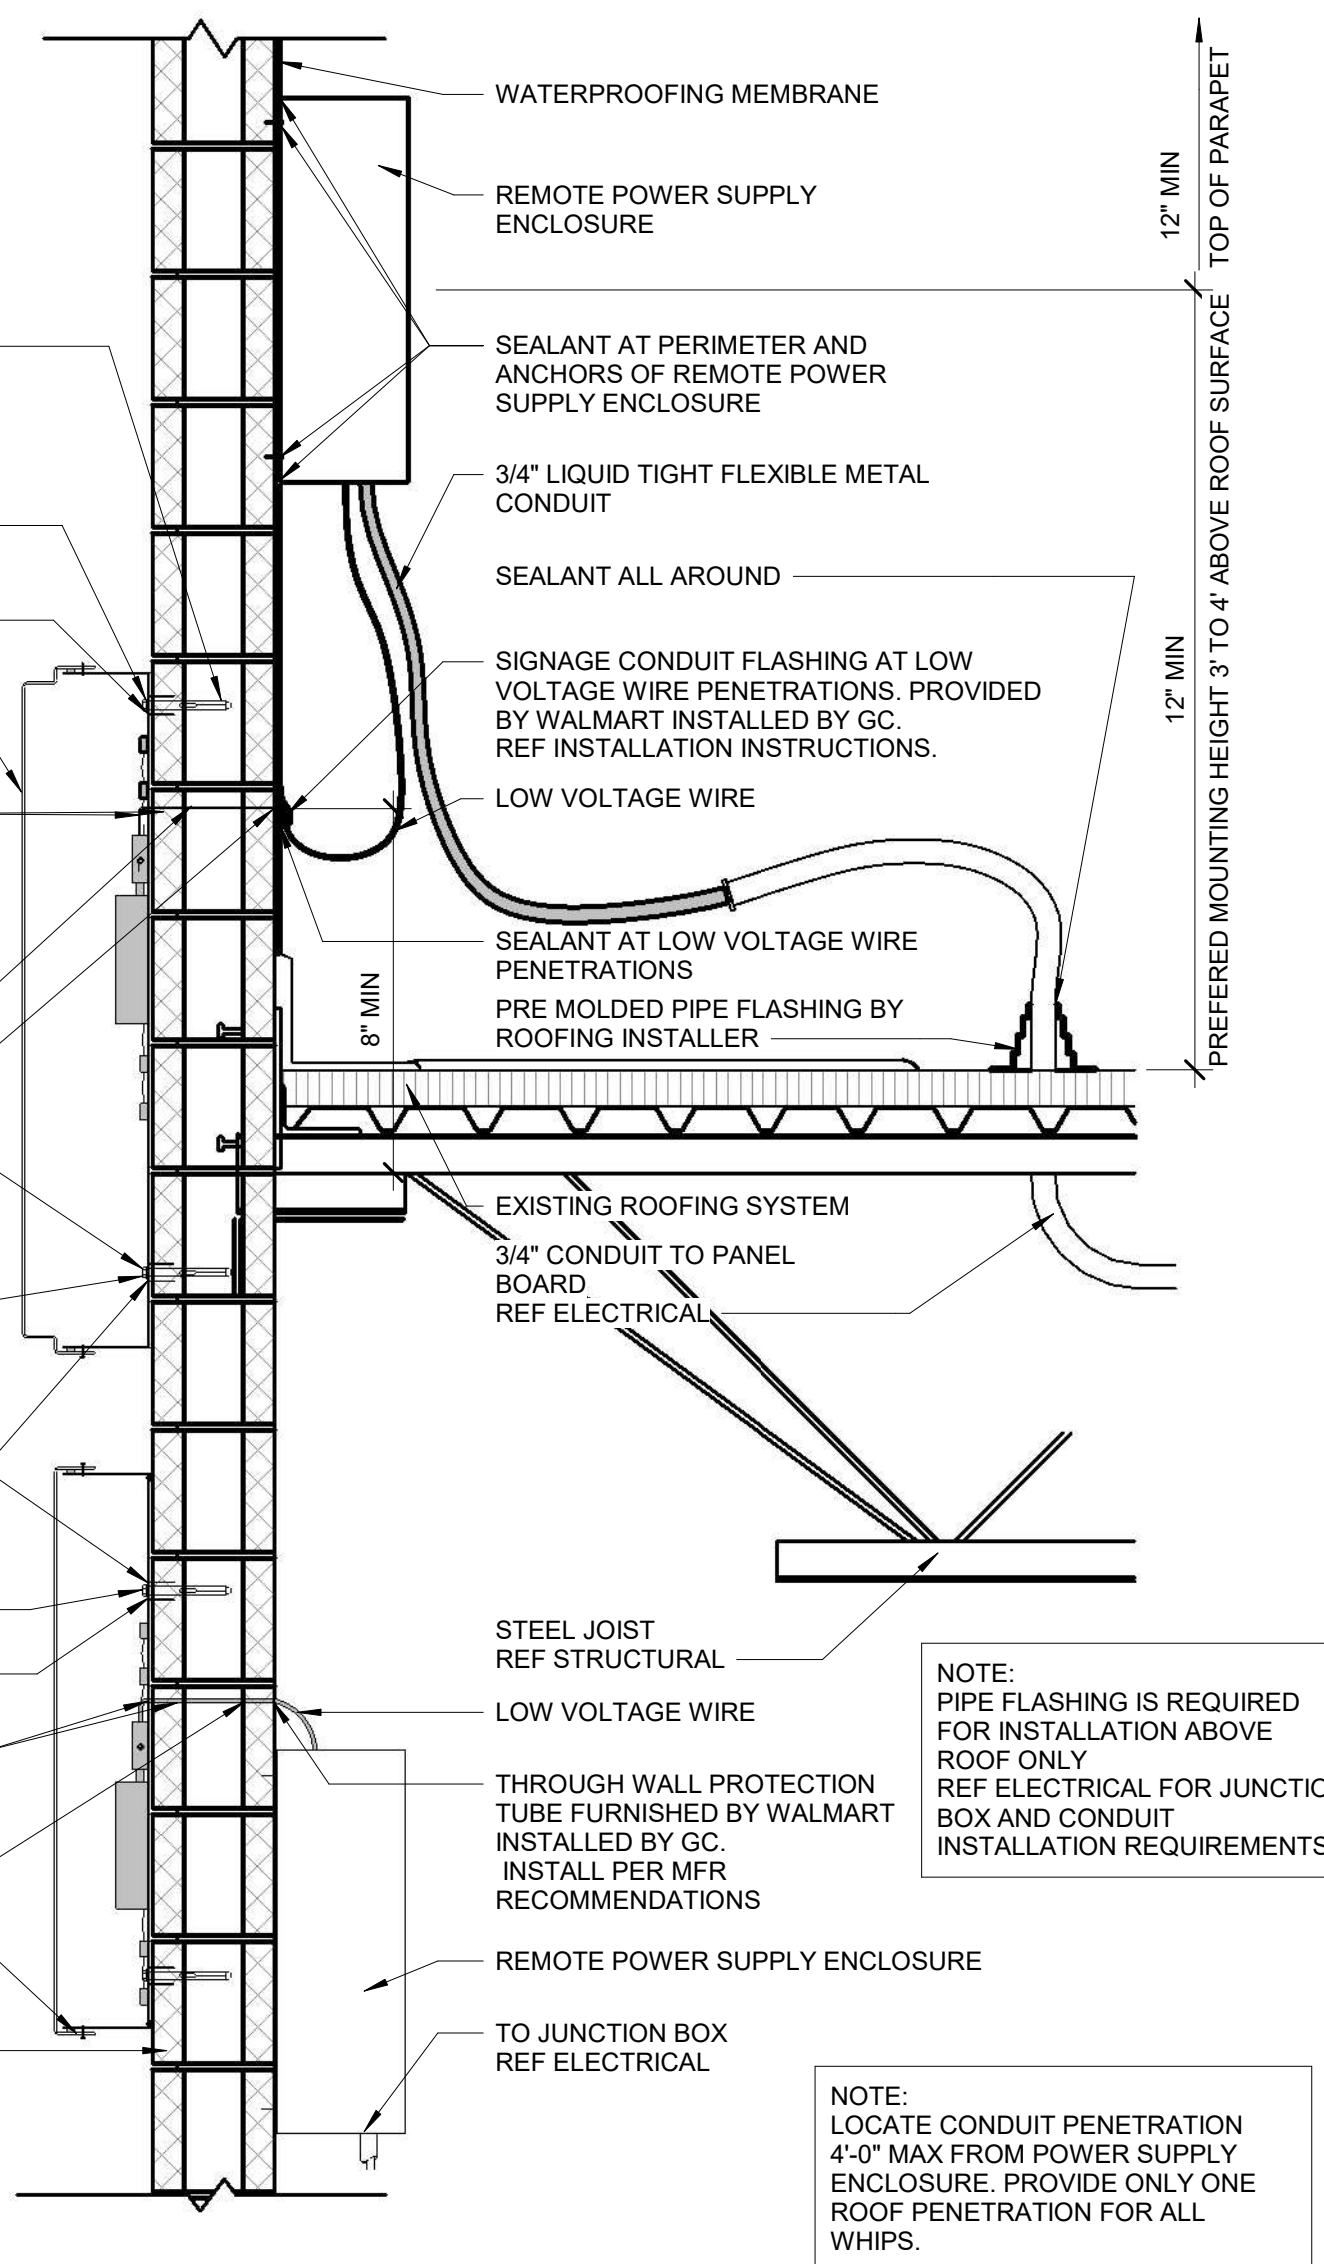 WATERPROOFING MEMBRANE
REMOTE POWER SUPPLY
ENCLOSURE
12" MIN
TOP OF PARAPET
SEALANT AT PERIMETER AND
ANCHORS OF REMOTE POWER
SUPPLY ENCLOSURE
3/4" LIQUID TIGHT FLEXIBLE METAL
CONDUIT
SEALANT ALL AROUND
SIGNAGE CONDUIT FLASHING AT LOW
VOLTAGE WIRE PENETRATIONS. PROVIDED
BY WALMART INSTALLED BY GC.
REF INSTALLATION INSTRUCTIONS.
12" MIN
PREFERRED MOUNTING HEIGHT 3' TO 4' ABOVE ROOF SURFACE
LOW VOLTAGE WIRE
SEALANT AT LOW VOLTAGE WIRE
PENETRATIONS
8" MIN
PRE MOLDED PIPE FLASHING BY
ROOFING INSTALLER
EXISTING ROOFING SYSTEM
3/4" CONDUIT TO PANEL
BOARD
REF ELECTRICAL
STEEL JOIST
REF STRUCTURAL
LOW VOLTAGE WIRE
THROUGH WALL PROTECTION
TUBE FURNISHED BY WALMART
INSTALLED BY GC.
INSTALL PER MFR
RECOMMENDATIONS
NOTE:
PIPE FLASHING IS REQUIRED
FOR INSTALLATION ABOVE
ROOF ONLY
REF ELECTRICAL FOR JUNCTIO
BOX AND CONDUIT
INSTALLATION REQUIREMENTS
REMOTE POWER SUPPLY ENCLOSURE
TO JUNCTION BOX
REF ELECTRICAL
NOTE:
LOCATE CONDUIT PENETRATION
4'-0" MAX FROM POWER SUPPLY
ENCLOSURE. PROVIDE ONLY ONE
ROOF PENETRATION FOR ALL
WHIPS.